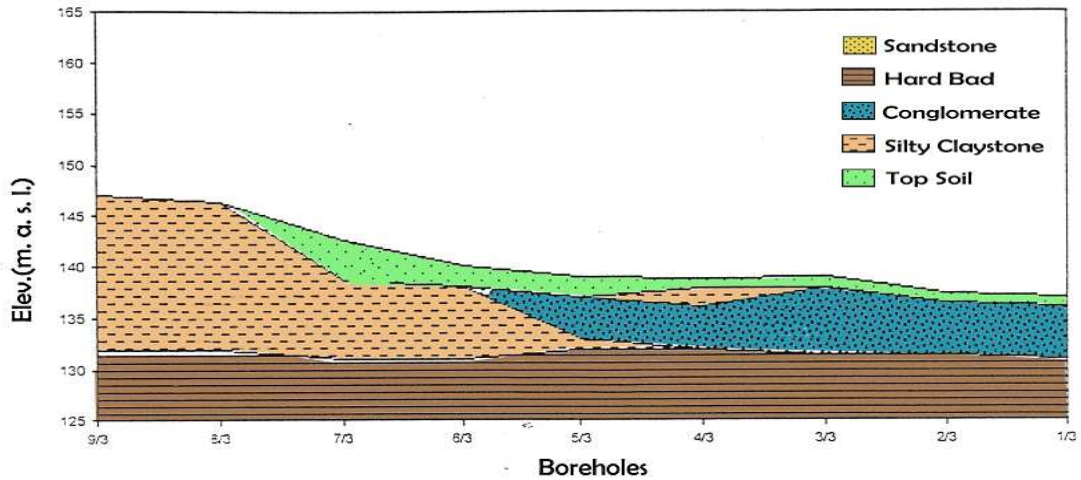 165
160
155
150
145
140
135
130
125
Elev.(m. a. s. l.)
Sandstone
Hard Bad
Conglomerate
Silty Claystone
Top Soil
9/3 8/3 7/3 6/3 5/3 4/3 3/3 2/3 1/3
Boreholes